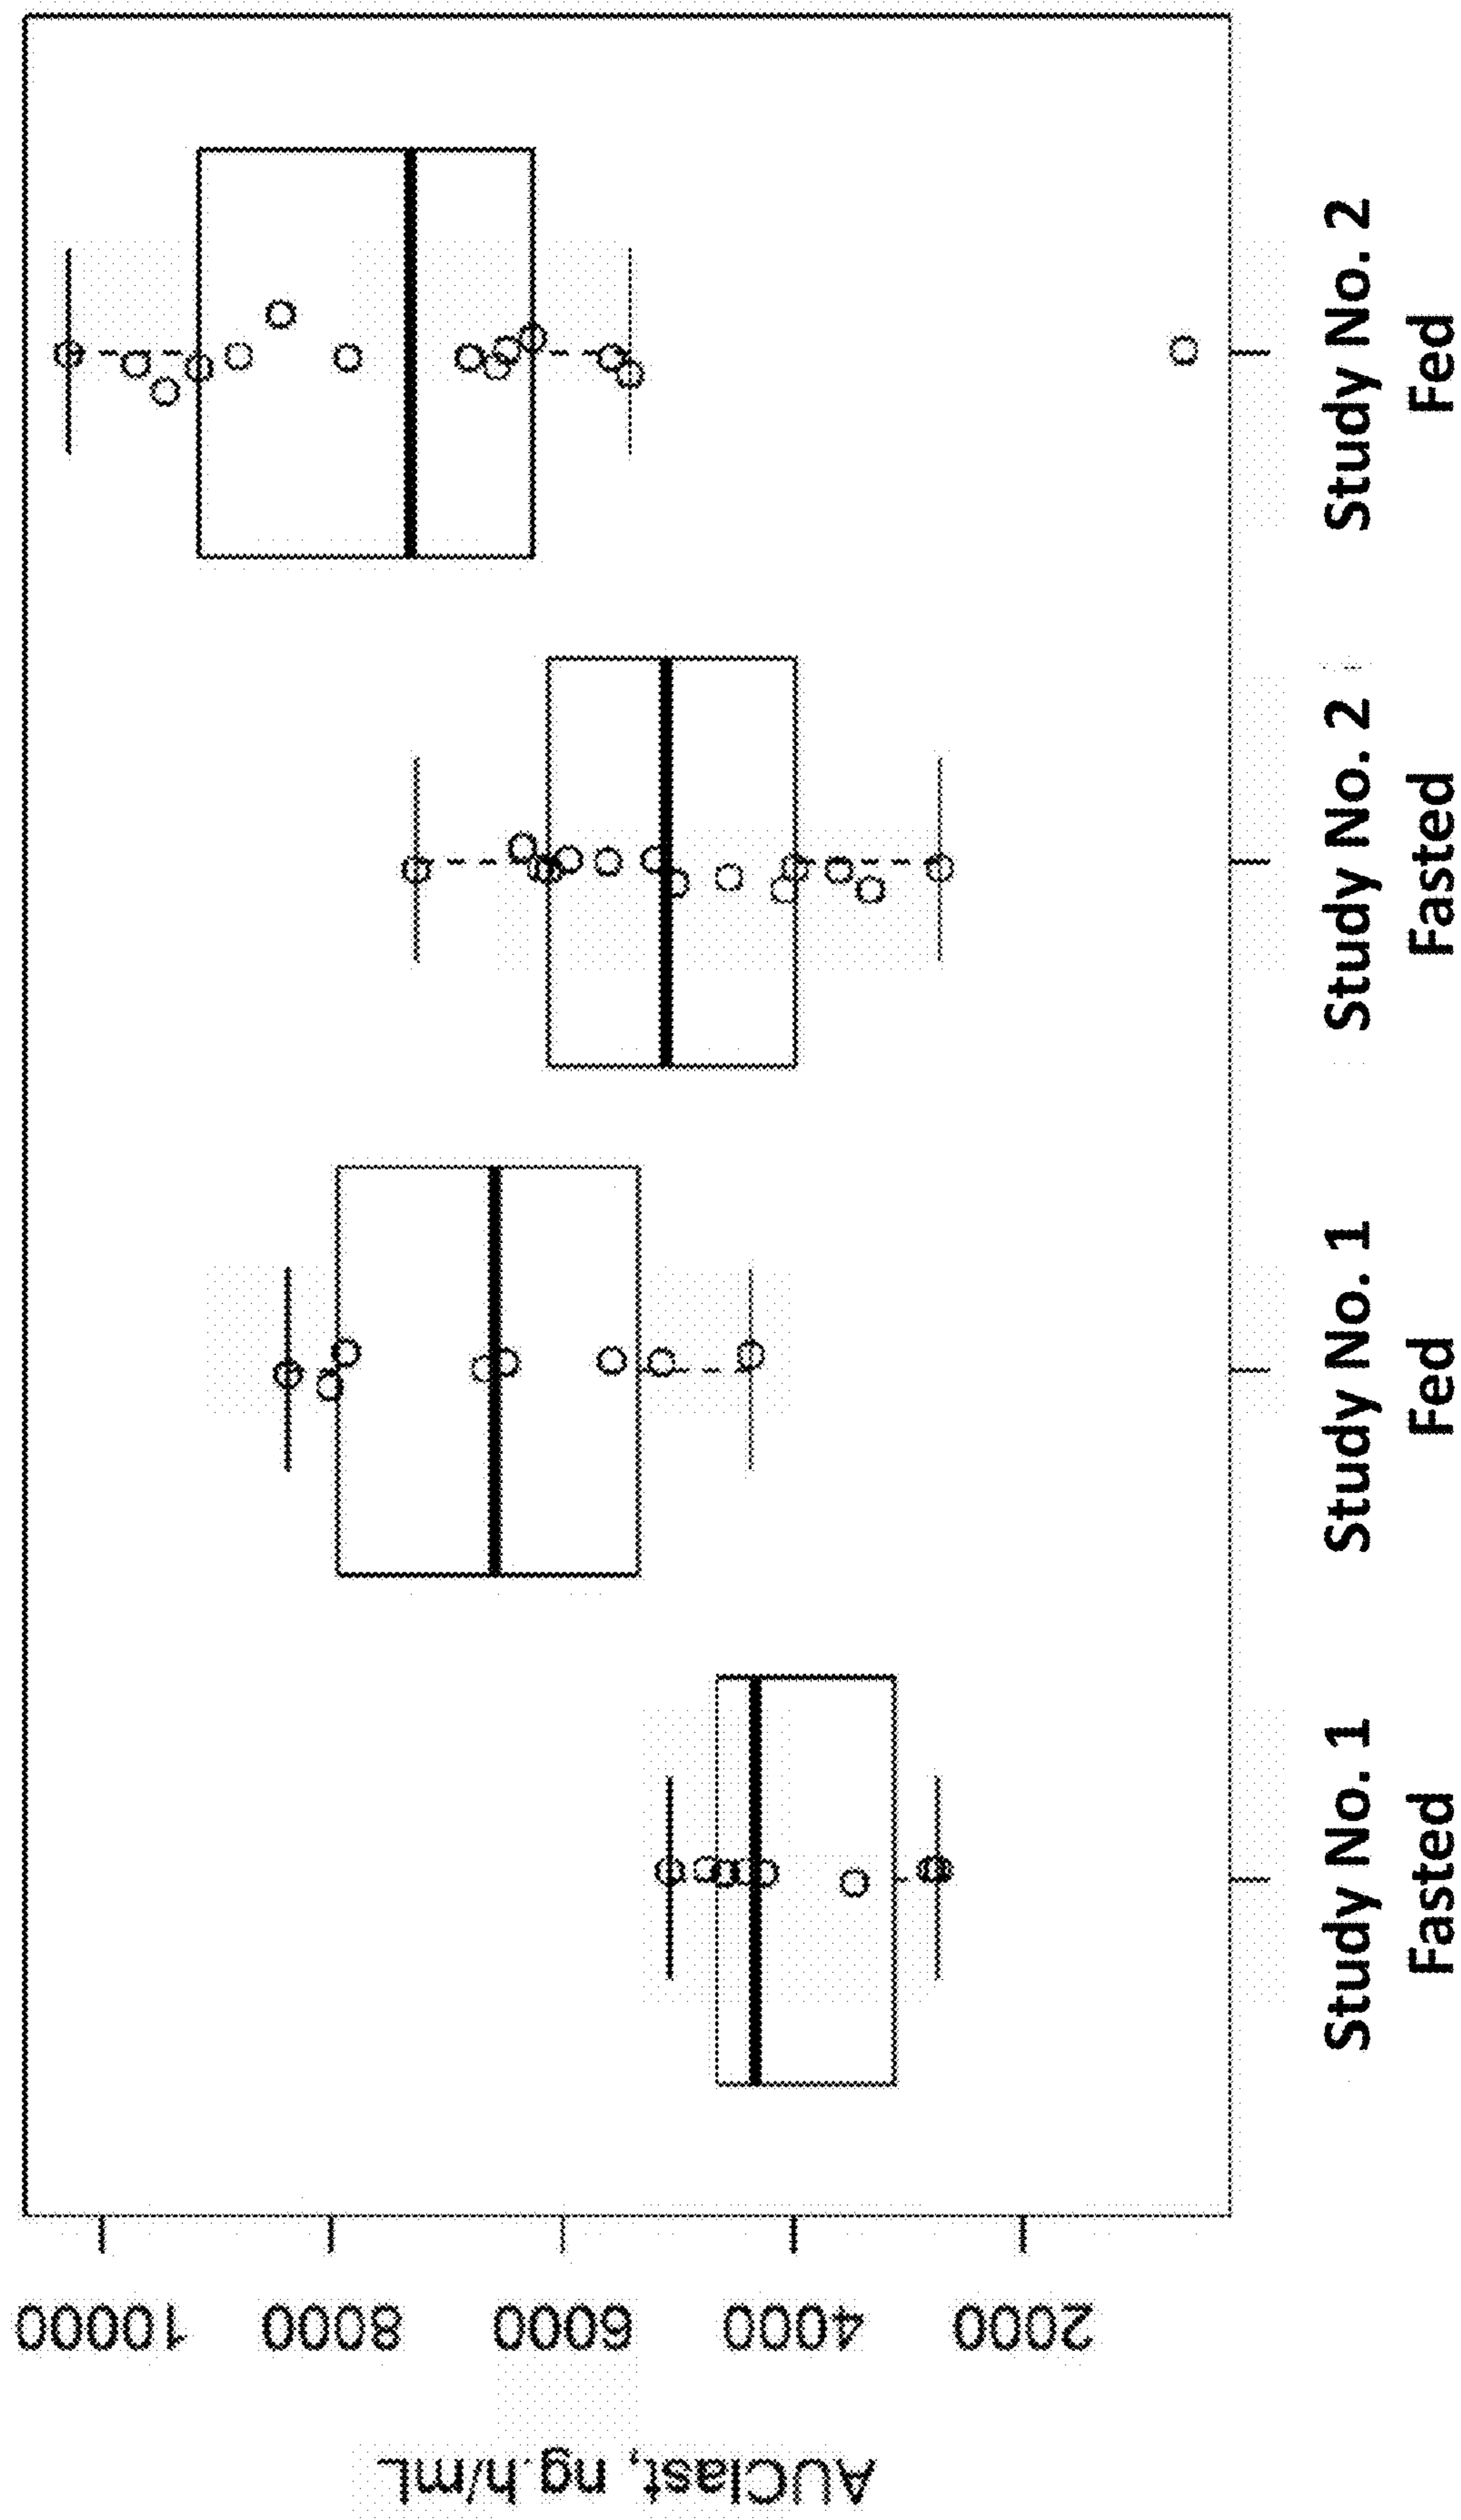 AUClast, ng.h/mL
10000
8000
6000
4000
2000
Study No. 1
Fasted
Study No. 1
Fed
Study No. 2
Fasted
Study No. 2
Fed